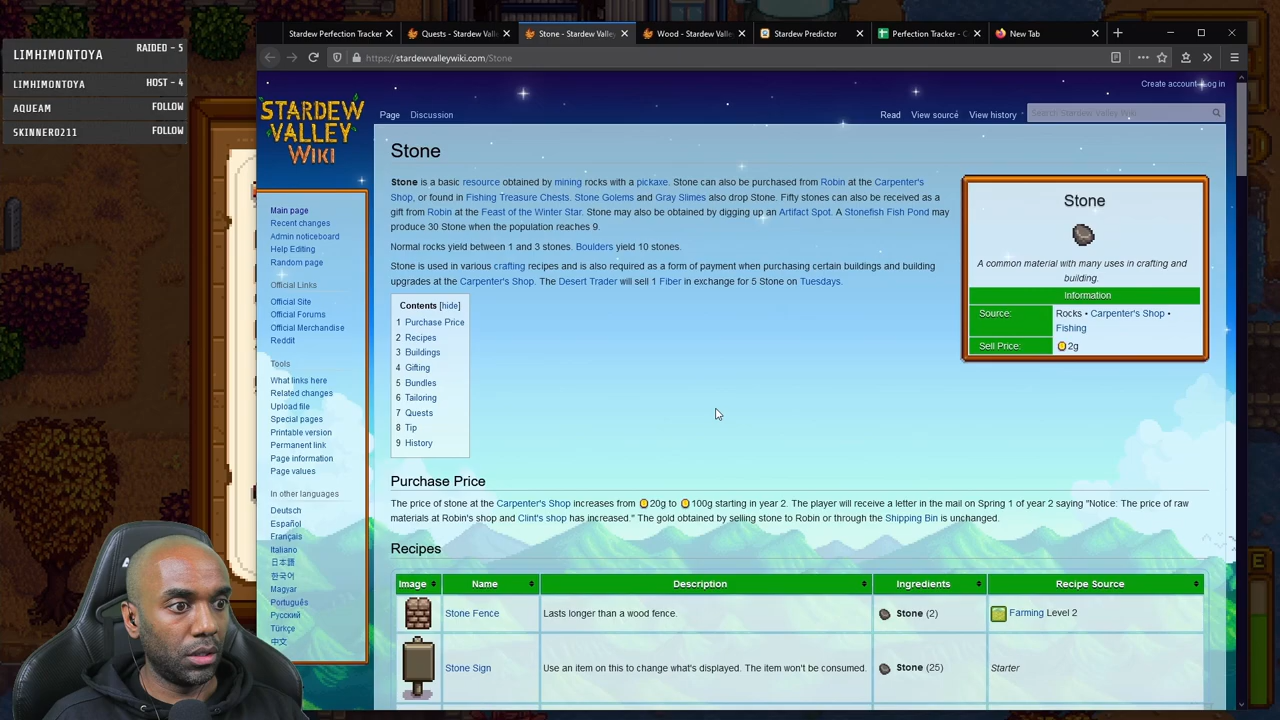 LIMHIMONTOYA RAIDED - 5
LIMHIMONTOYA HOST - 4
AQUEAM FOLLOW
SKINNER0211 FOLLOW
Stardew Perfection Tracker
Quests - Stardew Valle
Stone - Stardew Valley
Wood - Stardew Valley
Stardew Predictor
Perfection Tracker - C
New Tab
https://stardewvalleywiki.com/Stone
Create account Log in
STARDEW
VALLEY
WIKI
Page Discussion Read View source View history Search Stardew Valley Wiki
Main page
Recent changes
Admin noticeboard
Help Editing
Random page
Official Links
Official Site
Official Forums
Official Merchandise
Reddit
Tools
What links here
Related changes
Upload file
Special pages
Printable version
Permanent link
Page information
Page values
In other languages
Deutsch
Español
Français
Italiano
日本語
한국어
Magyar
Português
Русский
Türkçe
中文
Stone
Stone is a basic resource obtained by mining rocks with a pickaxe. Stone can also be purchased from Robin at the Carpenter's
Shop, or found in Fishing Treasure Chests. Stone Golems and Gray Slimes also drop Stone. Fifty stones can also be received as a
gift from Robin at the Feast of the Winter Star. Stone may also be obtained by digging up an Artifact Spot. A Stonefish Fish Pond may
produce 30 Stone when the population reaches 9.
Normal rocks yield between 1 and 3 stones. Boulders yield 10 stones.
Stone is used in various crafting recipes and is also required as a form of payment when purchasing certain buildings and building
upgrades at the Carpenter's Shop. The Desert Trader will sell 1 Fiber in exchange for 5 Stone on Tuesdays.
Stone
A common material with many uses in crafting and
building.
Information
Source: Rocks • Carpenter's Shop •
Fishing
Sell Price: 2g
Contents [hide]
1 Purchase Price
2 Recipes
3 Buildings
4 Gifting
5 Bundles
6 Tailoring
7 Quests
8 Tip
9 History
Purchase Price
The price of stone at the Carpenter's Shop increases from 20g to 100g starting in year 2. The player will receive a letter in the mail on Spring 1 of year 2 saying "Notice: The price of raw
materials at Robin's shop and Clint's shop has increased." The gold obtained by selling stone to Robin or through the Shipping Bin is unchanged.
Recipes
Image Name Description Ingredients Recipe Source
Stone Fence Lasts longer than a wood fence. Stone (2) Farming Level 2
Stone Sign Use an item on this to change what's displayed. The item won't be consumed. Stone (25) Starter
E